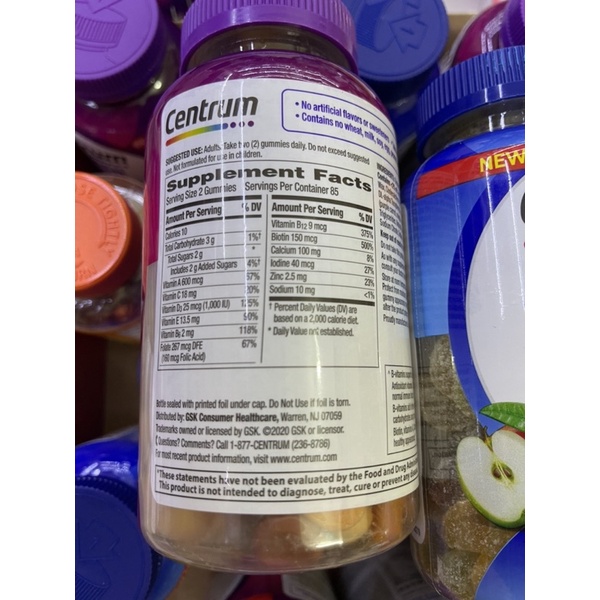 Centrum
• No artificial flavors or sweeteners
• Contains no wheat, milk,
SUGGESTED USE: Adults: Take two (2) gummies daily. Do not exceed suggested
use. Not formulated for use in children.
Supplement Facts
Serving Size 2 Gummies Servings Per Container 85
Amount Per Serving % DV
Calories 10
Total Carbohydrate 3 g 1%†
Total Sugars 2 g *
Includes 2 g Added Sugars 4%†
Vitamin A 600 mcg 67%
Vitamin C 18 mg 20%
Vitamin D3 25 mcg (1,000 IU) 125%
Vitamin E 13.5 mg 90%
Vitamin B6 2 mg 118%
Folate 267 mcg DFE 67%
(160 mcg Folic Acid)
Amount Per Serving % DV
Vitamin B12 9 mcg 375%
Biotin 150 mcg 500%
Calcium 100 mg 8%
Iodine 40 mcg 27%
Zinc 2.5 mg 23%
Sodium 10 mg <1%
† Percent Daily Values (DV) are
based on a 2,000 calorie diet.
* Daily Value not established.
Bottle sealed with printed foil under cap. Do Not Use if foil is torn.
Distributed by: GSK Consumer Healthcare, Warren, NJ 07059
Trademarks owned or licensed by GSK. ©2020 GSK or licensor.
Questions? Comments? Call 1-877-CENTRUM (236-8786)
For most recent product information, visit www.centrum.com
*These statements have not been evaluated by the Food and Drug
This product is not intended to diagnose, treat, cure or prevent any
NEW